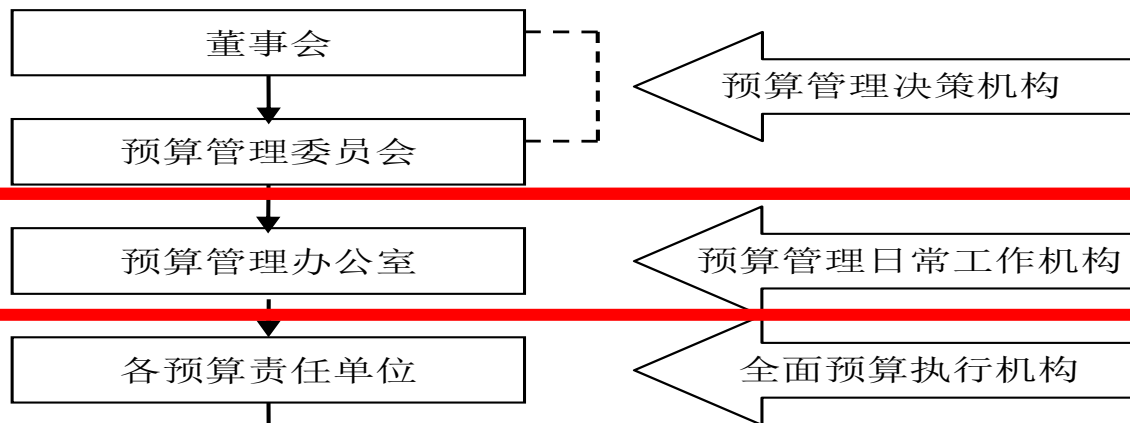 董事会
预算管理决策机构
预算管理委员会
预算管理办公室
预算管理日常工作机构
各预算责任单位
全面预算执行机构